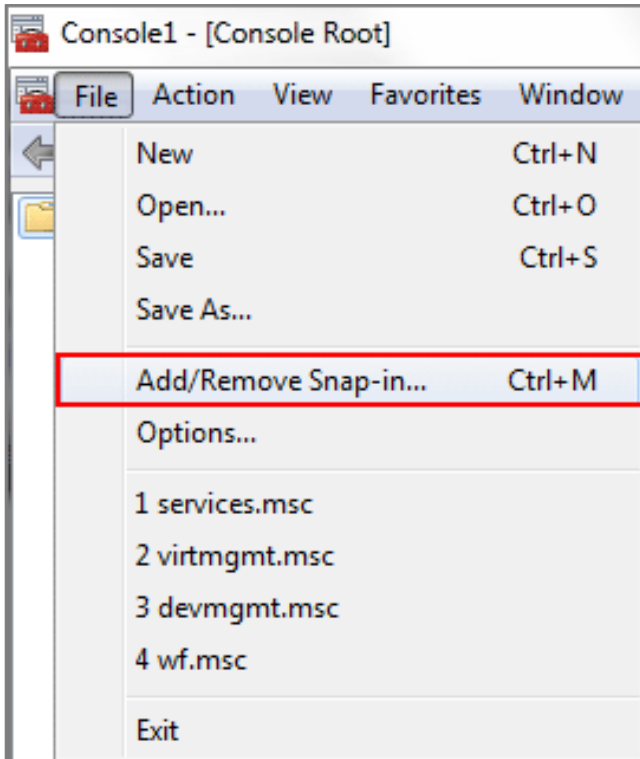 Console1 - [Console Root]
File Action View Favorites Window
New Ctrl+N
Open... Ctrl+O
Save Ctrl+S
Save As...
Add/Remove Snap-in... Ctrl+M
Options...
1 services.msc
2 virtmgmt.msc
3 devmgmt.msc
4 wf.msc
Exit